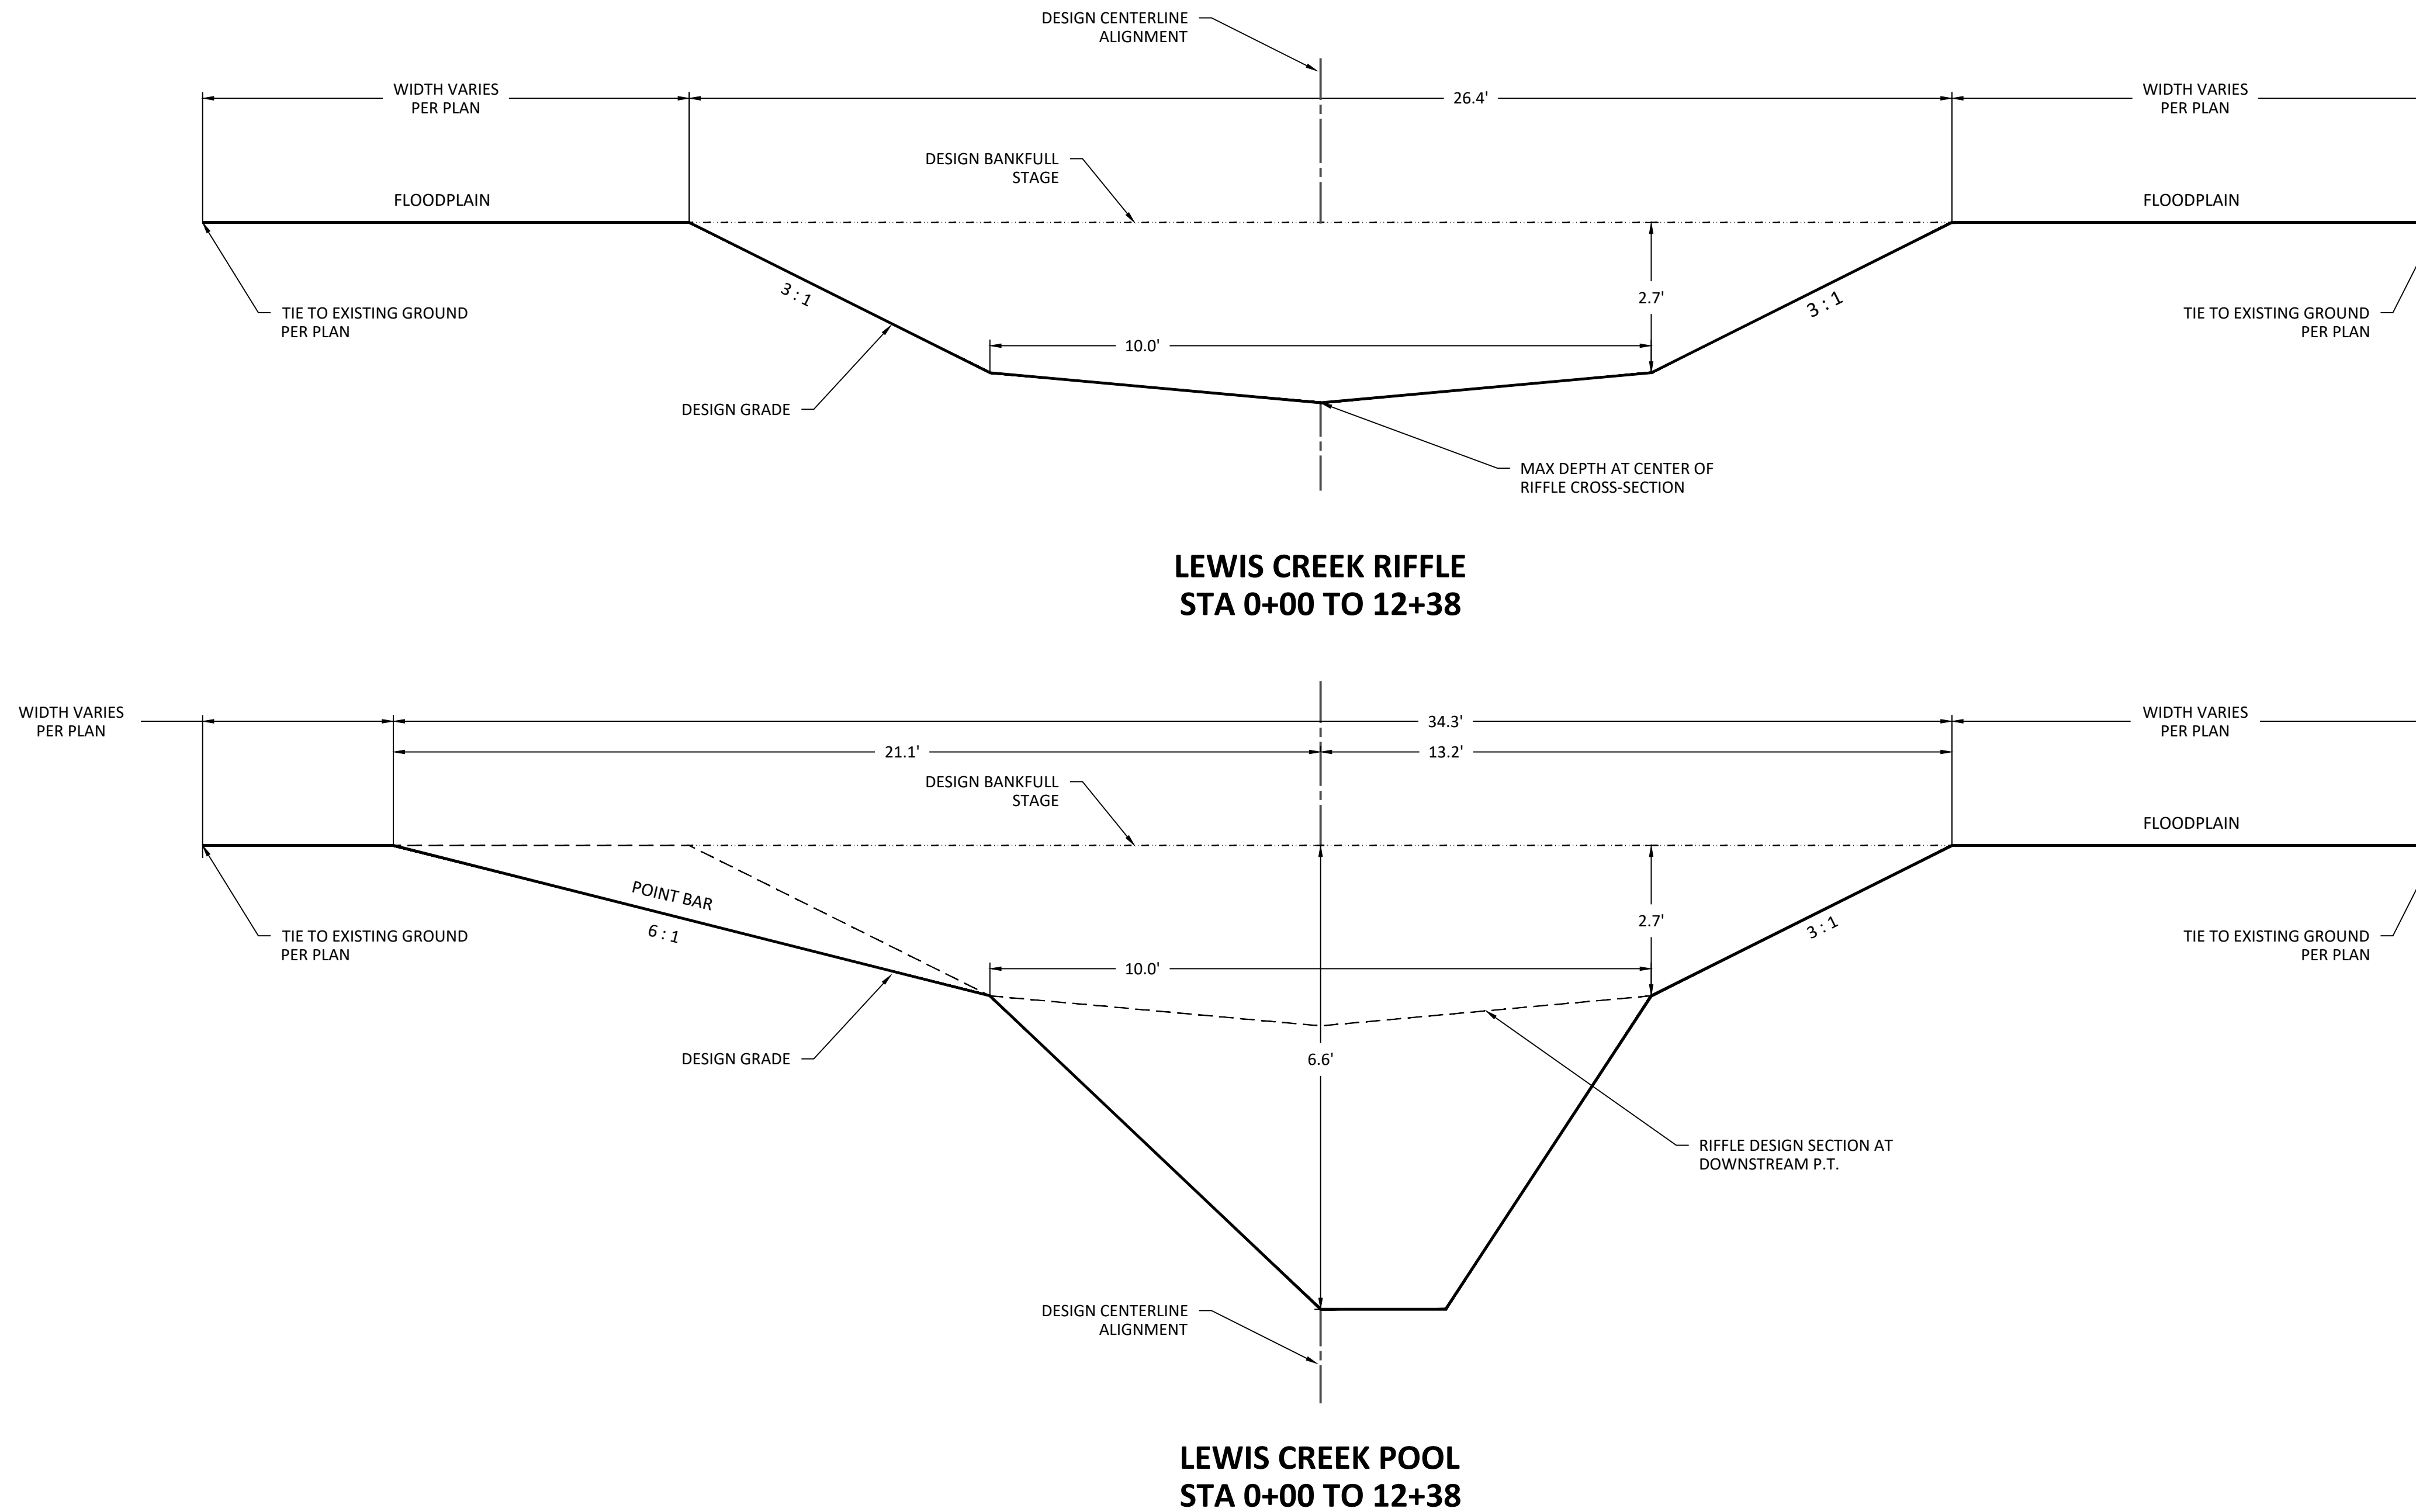 DESIGN CENTERLINE
ALIGNMENT
WIDTH VARIES
PER PLAN
26.4'
WIDTH VARIES
PER PLAN
DESIGN BANKFULL
STAGE
FLOODPLAIN
FLOODPLAIN
3 : 1
2.7'
3 : 1
TIE TO EXISTING GROUND
PER PLAN
TIE TO EXISTING GROUND
PER PLAN
10.0'
DESIGN GRADE
MAX DEPTH AT CENTER OF
RIFFLE CROSS-SECTION
LEWIS CREEK RIFFLE
STA 0+00 TO 12+38
WIDTH VARIES
PER PLAN
34.3'
WIDTH VARIES
PER PLAN
21.1'
13.2'
DESIGN BANKFULL
STAGE
FLOODPLAIN
POINT BAR
6 : 1
2.7'
3 : 1
TIE TO EXISTING GROUND
PER PLAN
TIE TO EXISTING GROUND
PER PLAN
10.0'
DESIGN GRADE
6.6'
RIFFLE DESIGN SECTION AT
DOWNSTREAM P.T.
DESIGN CENTERLINE
ALIGNMENT
LEWIS CREEK POOL
STA 0+00 TO 12+38